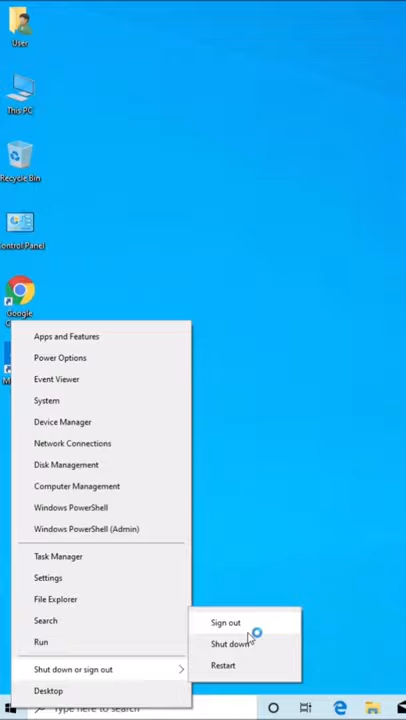 User
This PC
Recycle Bin
ontrol Panel
Google
Apps and Features
Power Options
Event Viewer
System
Device Manager
Network Connections
Disk Management
Computer Management
Windows PowerShell
Windows PowerShell (Admin)
Task Manager
Settings
File Explorer
Search
Run
Shut down or sign out
Desktop
Sign out
Shut down
Restart
Type here to search